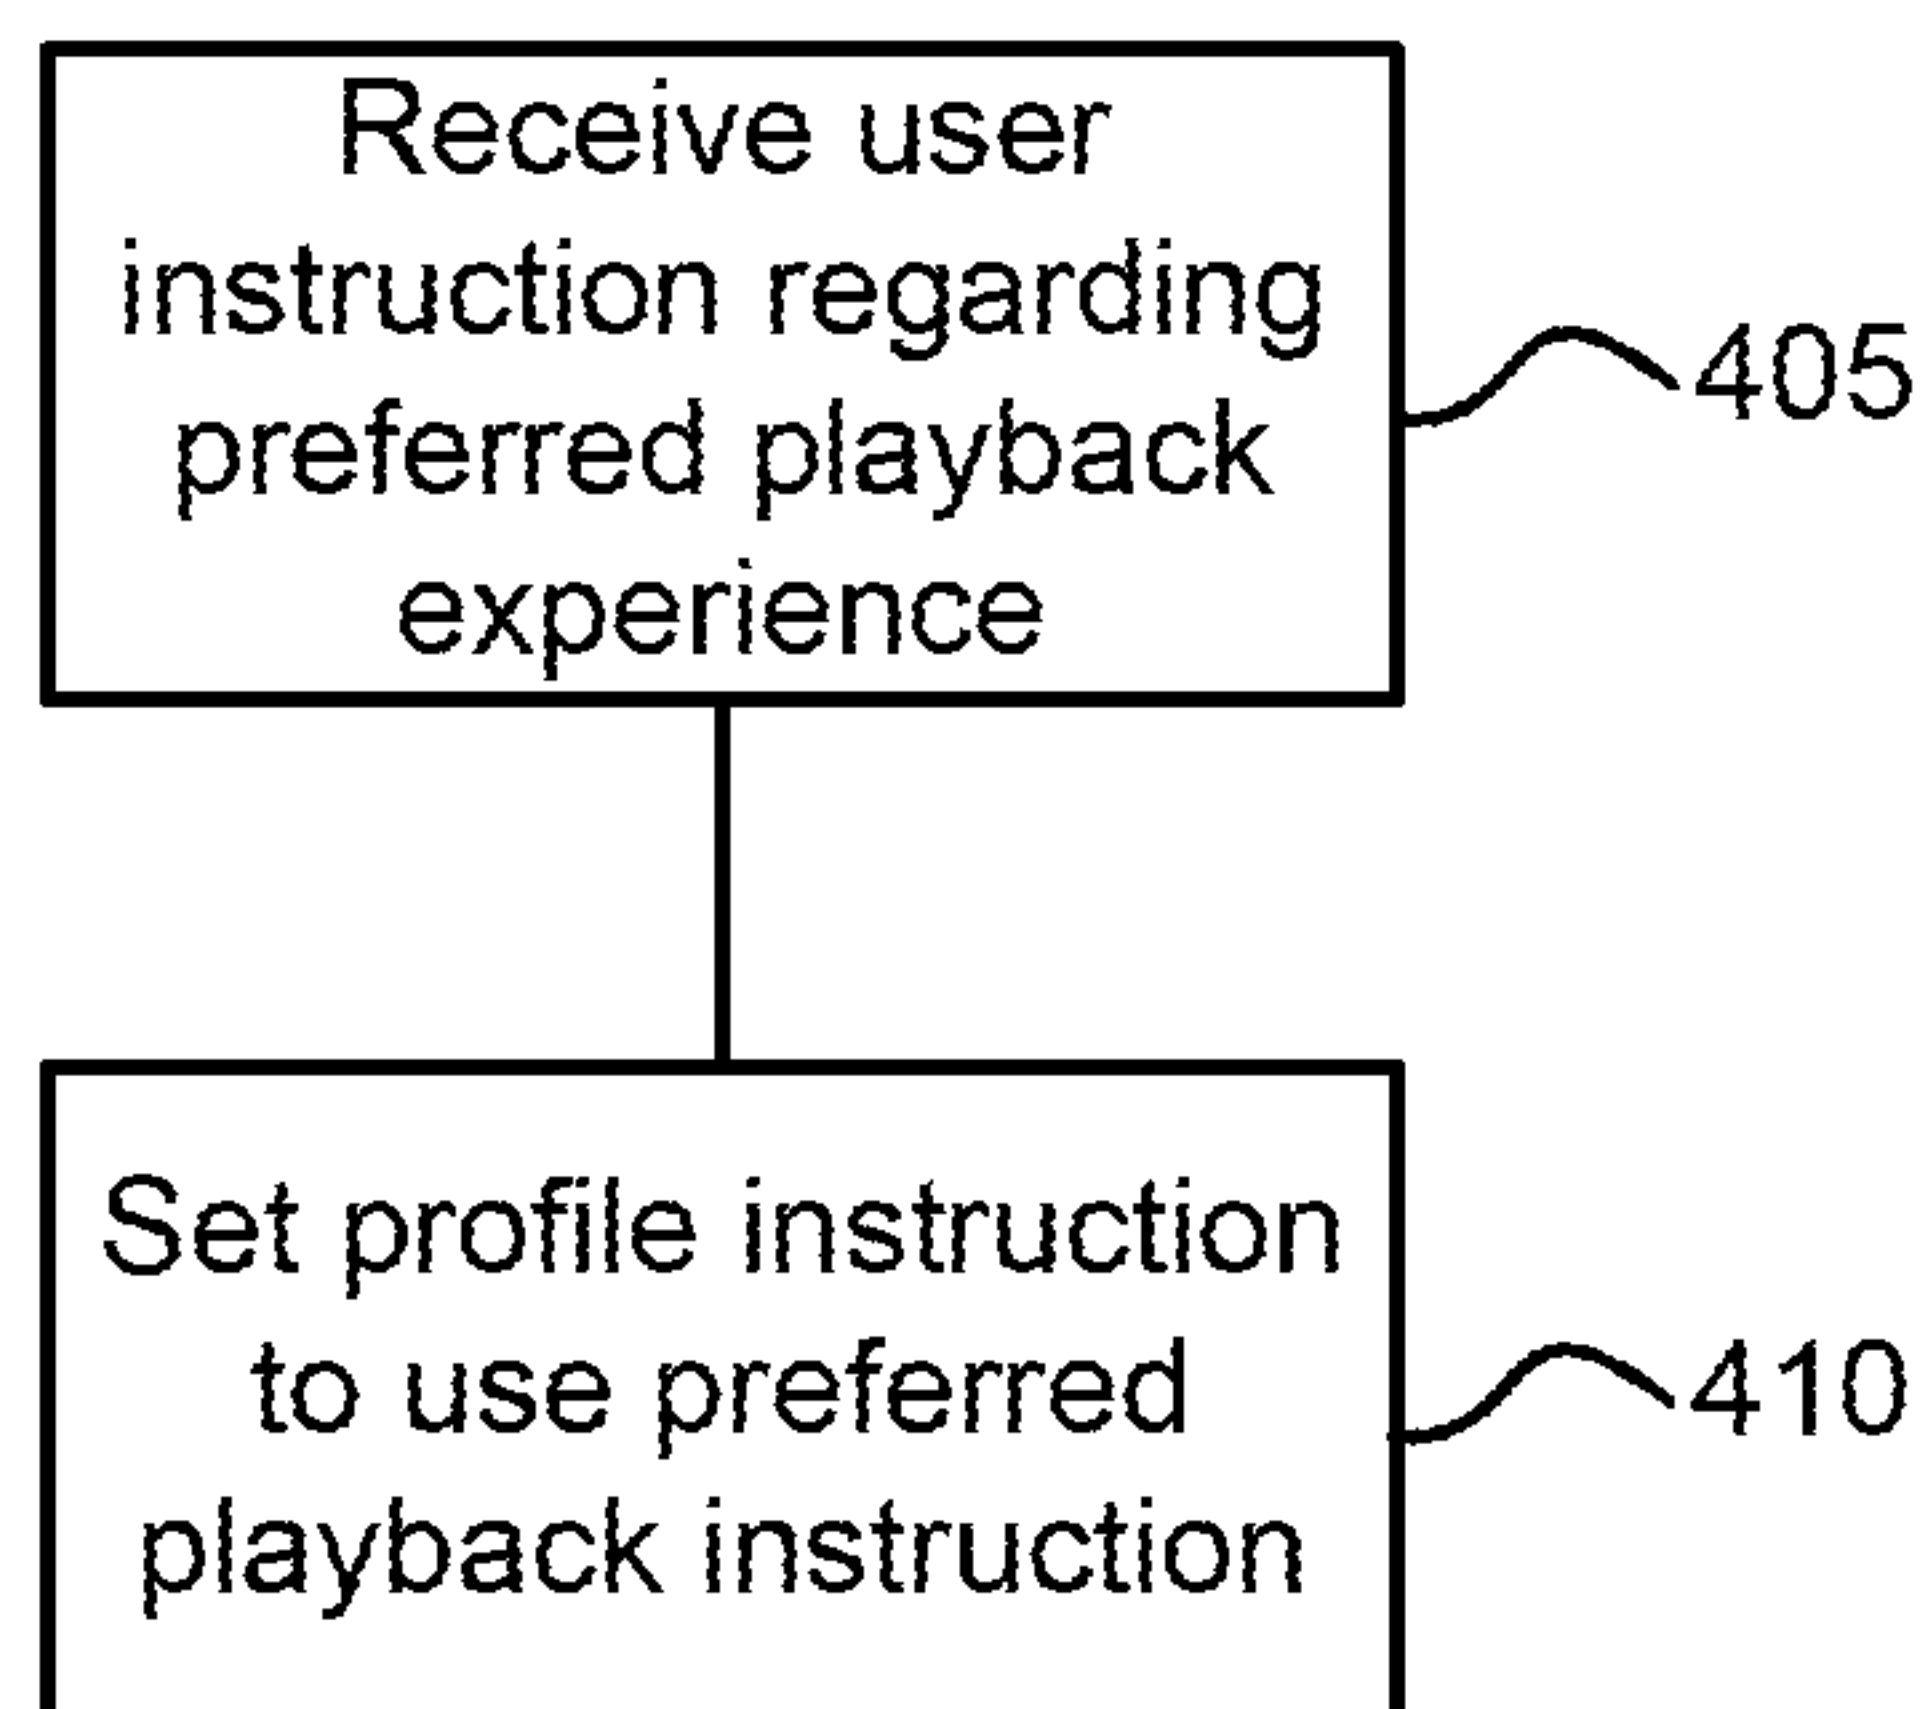 Receive user
instruction regarding
preferred playback
experience
405
Set profile instruction
to use preferred
playback instruction
410